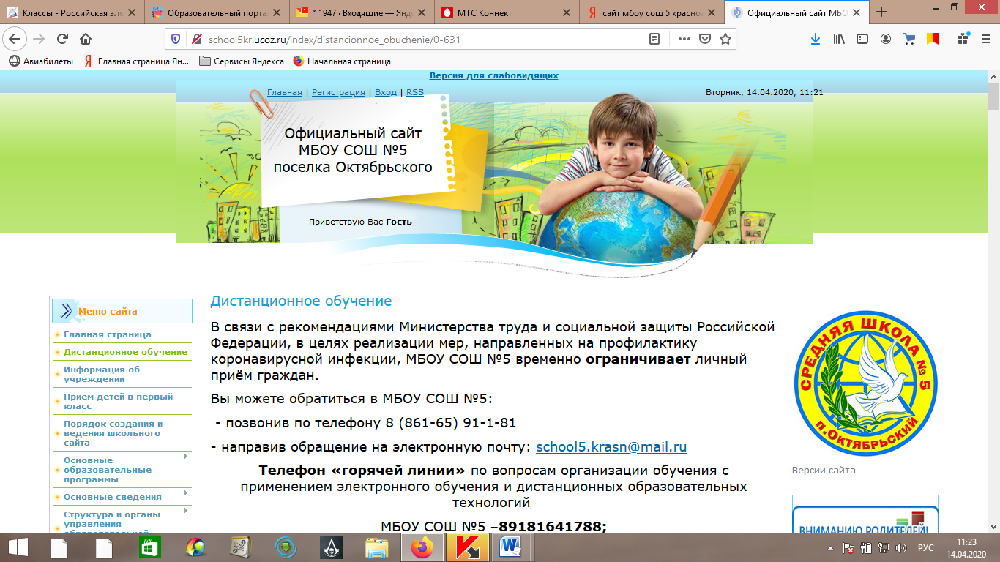 Классы - Российская эле
Образовательный порта
* 1947 · Входящие — Янде
МТС Коннект
сайт мбоу сош 5 красно
Официальный сайт МБО
school5kr.ucoz.ru/index/distancionnoe_obuchenie/0-631
Авиабилеты
Главная страница Ян...
Сервисы Яндекса
Начальная страница
Версия для слабовидящих
Главная | Регистрация | Вход | RSS
Вторник, 14.04.2020, 11:21
Официальный сайт
МБОУ СОШ №5
поселка Октябрьского
Приветствую Вас Гость
Меню сайта
Главная страница
Дистанционное обучение
Информация об
учреждении
Прием детей в первый
класс
Порядок создания и
ведения школьного
сайта
Основные
образовательные
программы
Основные сведения
Структура и органы
управления
Дистанционное обучение
В связи с рекомендациями Министерства труда и социальной защиты Российской
Федерации, в целях реализации мер, направленных на профилактику
коронавирусной инфекции, МБОУ СОШ №5 временно ограничивает личный
приём граждан.
Вы можете обратиться в МБОУ СОШ №5:
- позвонив по телефону 8 (861-65) 91-1-81
- направив обращение на электронную почту: school5.krasn@mail.ru
Телефон «горячей линии» по вопросам организации обучения с
применением электронного обучения и дистанционных образовательных
технологий
МБОУ СОШ №5 –89181641788;
СРЕДНЯЯ ШКОЛА № 5
П.ОКТЯБРЬСКИЙ
Версии сайта
ВНИМАНИЮ РОДИТЕЛЕЙ!
РУС
11:23
14.04.2020